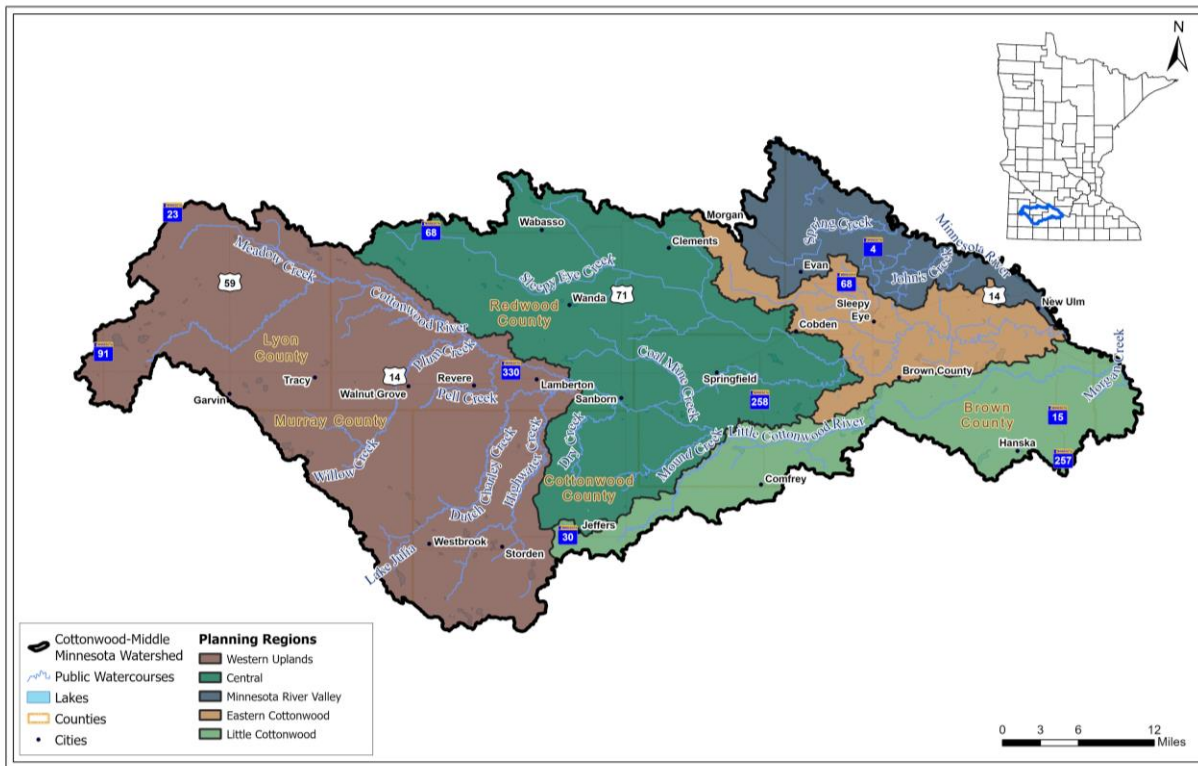 N
Morgan
Wabasso
Clements
23
68
Spring Creek
4
Minnesota River
Meadow Creek
Evan
John's Creek
59
Sleepy Eye Creek
71
68
14
Wanda
Sleepy Eye
New Ulm
Redwood County
Cottonwood River
Cobden
Lyon County
91
Plum Creek
Coal Mine Creek
Morgan Creek
330
Tracy
14
Revere
Lamberton
Springfield
Brown County
Walnut Grove
Pell Creek
Sanborn
258
Garvin
Brown County
15
Murray County
Little Cottonwood River
Dry Creek
Hanska
Willow Creek
Dutch Charley Creek
Highwater Creek
Mound Creek
257
Cottonwood County
Comfrey
Jeffers
30
Westbrook
Storden
Lake Julia
Cottonwood-Middle
Minnesota Watershed
Public Watercourses
Lakes
Counties
Cities
Planning Regions
Western Uplands
Central
Minnesota River Valley
Eastern Cottonwood
Little Cottonwood
0 3 6 12
Miles